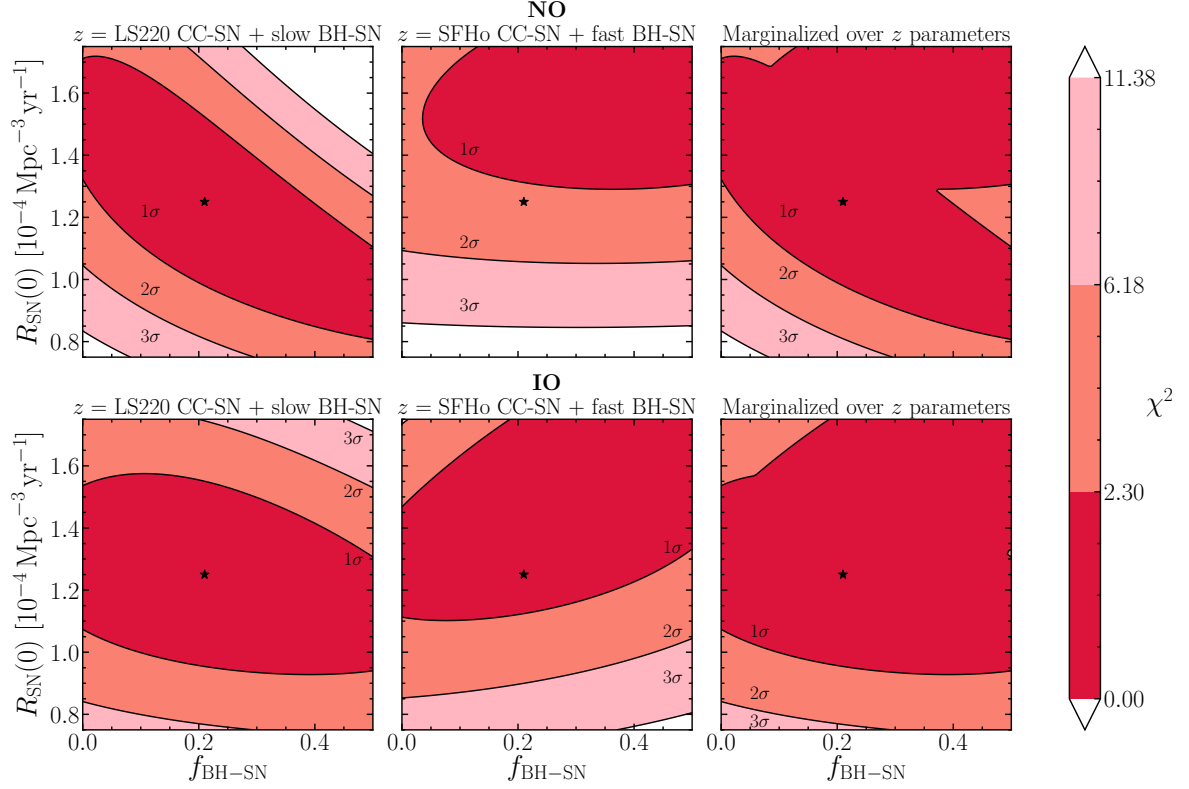 NO
z = LS220 CC-SN + slow BH-SN
z = SFHo CC-SN + fast BH-SN
Marginalized over z parameters
R_SN(0) [10⁻⁴ Mpc⁻³ yr⁻¹]
1.6
1.4
1.2
1.0
0.8
1σ
2σ
3σ
1σ
2σ
3σ
1σ
2σ
3σ
IO
z = LS220 CC-SN + slow BH-SN
z = SFHo CC-SN + fast BH-SN
Marginalized over z parameters
R_SN(0) [10⁻⁴ Mpc⁻³ yr⁻¹]
1.6
1.4
1.2
1.0
0.8
3σ
2σ
1σ
1σ
2σ
3σ
1σ
2σ
3σ
0.0 0.2 0.4
0.0 0.2 0.4
0.0 0.2 0.4
f_BH−SN
f_BH−SN
f_BH−SN
11.38
6.18
2.30
0.00
χ²